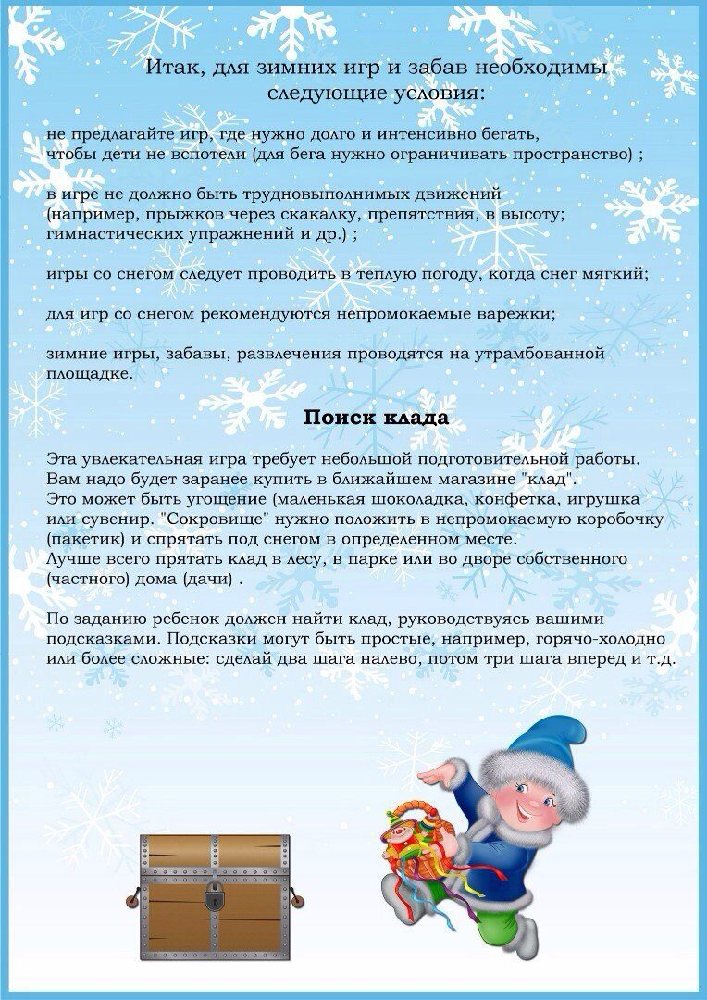 Итак, для зимних игр и забав необходимы
следующие условия:
не предлагайте игр, где нужно долго и интенсивно бегать,
чтобы дети не вспотели (для бега нужно ограничивать пространство) ;
в игре не должно быть трудновыполнимых движений
(например, прыжков через скакалку, препятствия, в высоту;
гимнастических упражнений и др.) ;
игры со снегом следует проводить в теплую погоду, когда снег мягкий;
для игр со снегом рекомендуются непромокаемые варежки;
зимние игры, забавы, развлечения проводятся на утрамбованной
площадке.
Поиск клада
Эта увлекательная игра требует небольшой подготовительной работы.
Вам надо будет заранее купить в ближайшем магазине "клад".
Это может быть угощение (маленькая шоколадка, конфетка, игрушка
или сувенир. "Сокровище" нужно положить в непромокаемую коробочку
(пакетик) и спрятать под снегом в определенном месте.
Лучше всего прятать клад в лесу, в парке или во дворе собственного
(частного) дома (дачи) .
По заданию ребенок должен найти клад, руководствуясь вашими
подсказками. Подсказки могут быть простые, например, горячо-холодно
или более сложные: сделай два шага налево, потом три шага вперед и т.д.